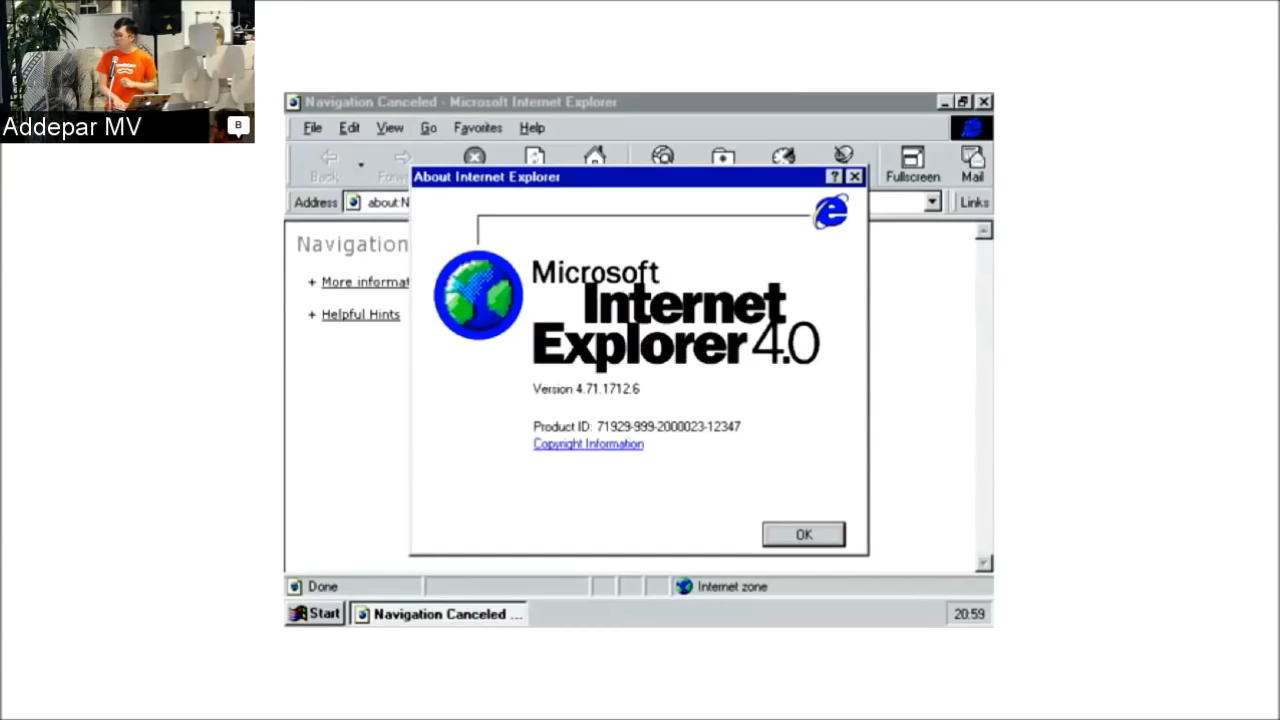 Addepar MV
B
Navigation Canceled - Microsoft Internet Explorer
File Edit View Go Favorites Help
Back
Fullscreen Mail
Address about:N Links
About Internet Explorer
Navigation
+ More informat
+ Helpful Hints
Microsoft
Internet
Explorer 4.0
Version 4.71.1712.6
Product ID: 71929-999-2000023-12347
Copyright Information
OK
Done Internet zone
Start Navigation Canceled ... 20:59